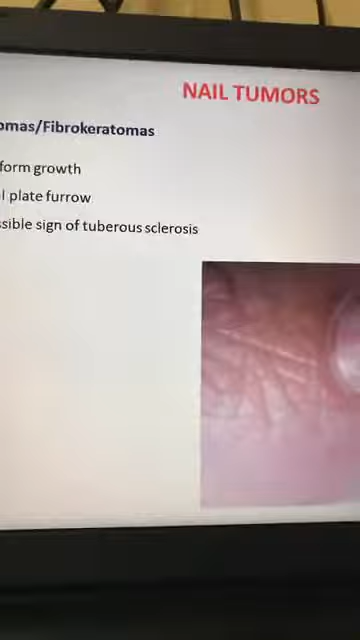 NAIL TUMORS
omas/Fibrokeratomas
form growth
l plate furrow
ssible sign of tuberous sclerosis